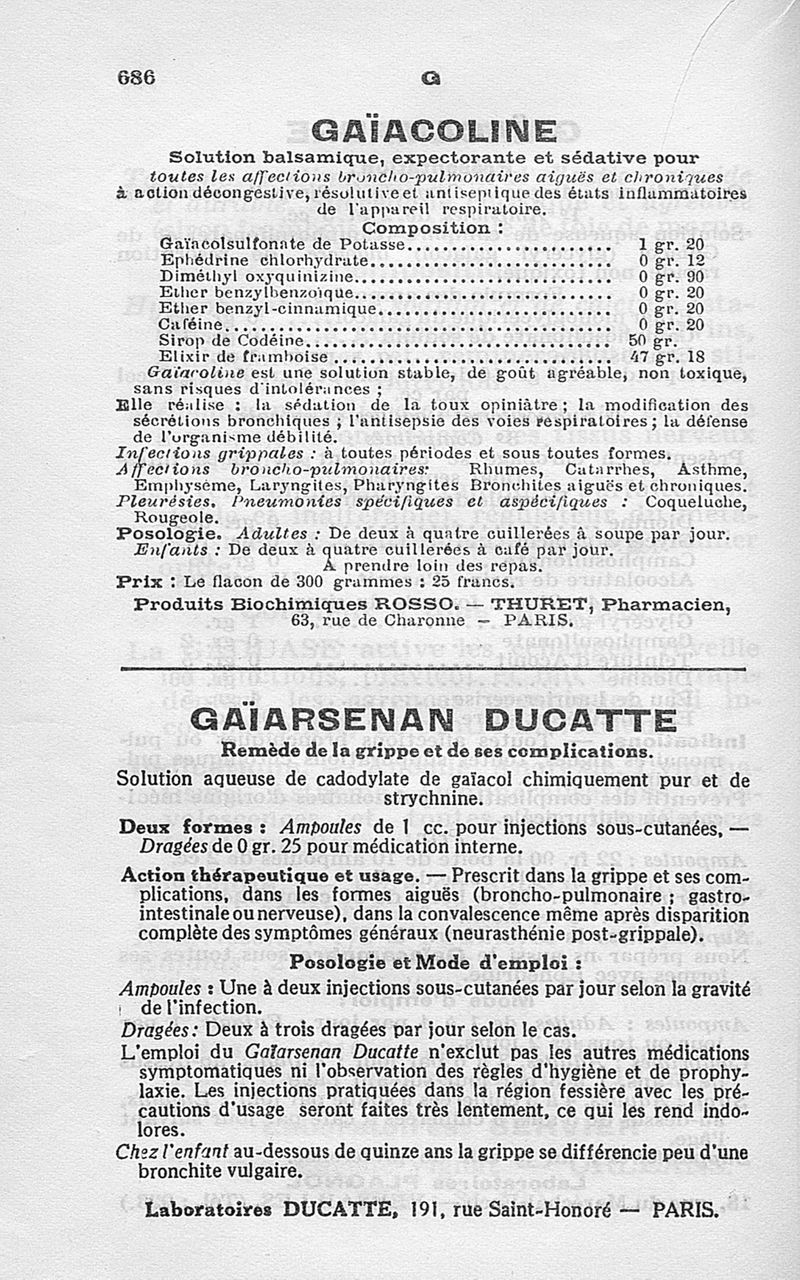 686
G
GAÏACOLINE
Solution balsamique, expectorante et sédative pour
toutes les affections broncho-pulmonaires aiguës et chroniques
à action décongestive, résolutive et antiseptique des états inflammatoires
de l'appareil respiratoire.
Composition :
Gaïacolsulfonate de Potasse........................ 1 gr. 20
Ephédrine chlorhydrate............................ 0 gr. 12
Diméthyl oxyquinizine.............................. 0 gr. 90
Ether benzylbenzoïque.............................. 0 gr. 20
Ether benzyl-cinnamique........................... 0 gr. 20
Caféine............................................. 0 gr. 20
Sirop de Codéine.................................... 50 gr.
Elixir de framboise ................................ 47 gr. 18
Gaïacoline est une solution stable, de goût agréable, non toxique,
sans risques d'intolérances ;
Elle réalise : la sédation de la toux opiniâtre ; la modification des
sécrétions bronchiques ; l'antisepsie des voies respiratoires ; la défense
de l'organisme débilité.
Infections grippales : à toutes périodes et sous toutes formes.
Affections broncho-pulmonaires: Rhumes, Catarrhes, Asthme,
Emphysème, Laryngites, Pharyngites Bronchites aiguës et chroniques.
Pleurésies, Pneumonies spécifiques et aspécifiques : Coqueluche,
Rougeole.
Posologie. Adultes : De deux à quatre cuillerées à soupe par jour.
Enfants : De deux à quatre cuillerées à café par jour.
A prendre loin des repas.
Prix : Le flacon de 300 grammes : 25 francs.
Produits Biochimiques ROSSO. — THURET, Pharmacien,
63, rue de Charonne — PARIS.
GAÏARSENAN DUCATTE
Remède de la grippe et de ses complications.
Solution aqueuse de cadodylate de gaïacol chimiquement pur et de
strychnine.
Deux formes : Ampoules de 1 cc. pour injections sous-cutanées, —
Dragées de 0 gr. 25 pour médication interne.
Action thérapeutique et usage. — Prescrit dans la grippe et ses com-
plications, dans les formes aiguës (broncho-pulmonaire ; gastro-
intestinale ou nerveuse), dans la convalescence même après disparition
complète des symptômes généraux (neurasthénie post-grippale).
Posologie et Mode d'emploi :
Ampoules : Une à deux injections sous-cutanées par jour selon la gravité
de l'infection.
Dragées : Deux à trois dragées par jour selon le cas.
L'emploi du Gaïarsenan Ducatte n'exclut pas les autres médications
symptomatiques ni l'observation des règles d'hygiène et de prophy-
laxie. Les injections pratiquées dans la région fessière avec les pré-
cautions d'usage seront faites très lentement, ce qui les rend indo-
lores.
Chez l'enfant au-dessous de quinze ans la grippe se différencie peu d'une
bronchite vulgaire.
Laboratoires DUCATTE, 191, rue Saint-Honoré — PARIS.